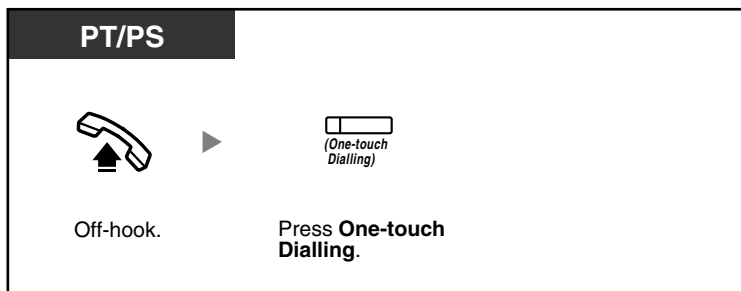 PT/PS
(One-touch
Dialling)
Off-hook.
Press One-touch
Dialling.